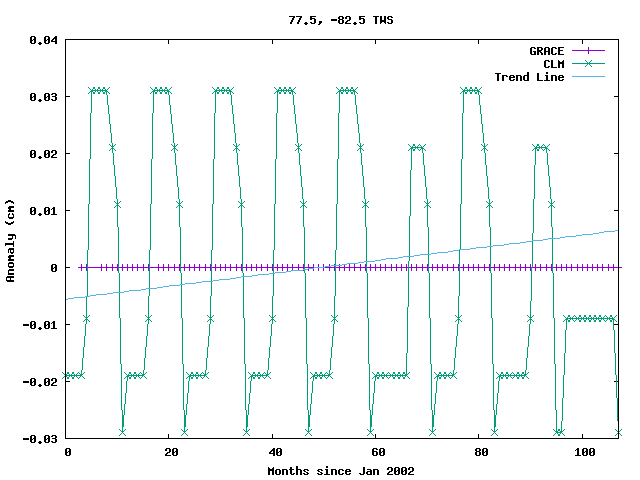 77.5, -82.5 TWS
GRACE
CLM
Trend Line
0.04
0.03
0.02
0.01
0
-0.01
-0.02
-0.03
Anomaly (cm)
0 20 40 60 80 100
Months since Jan 2002